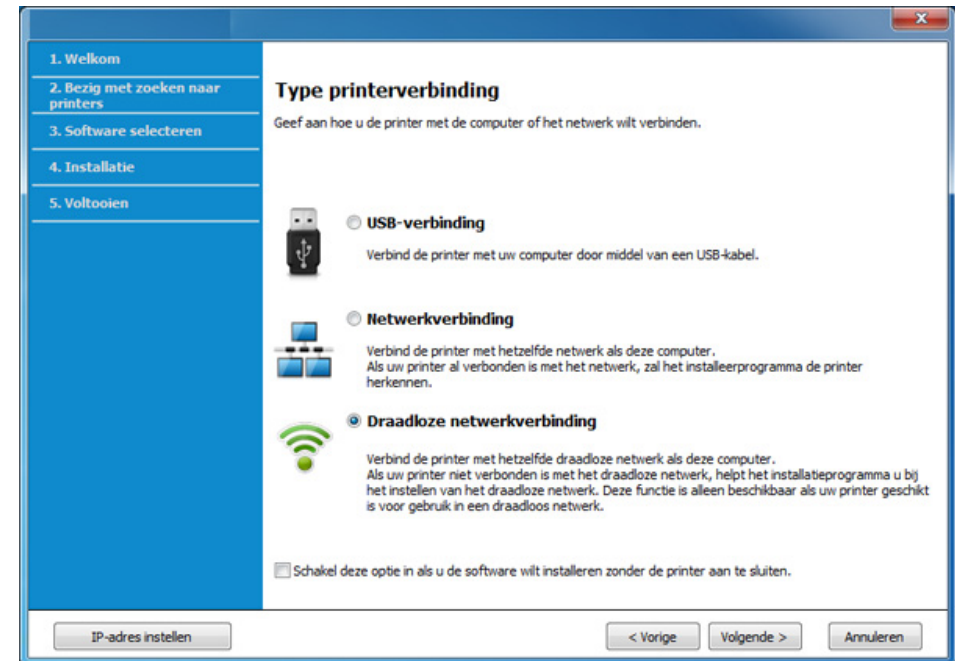 1. Welkom
2. Bezig met zoeken naar
printers
3. Software selecteren
4. Installatie
5. Voltooien
Type printerverbinding
Geef aan hoe u de printer met de computer of het netwerk wilt verbinden.
USB-verbinding
Verbind de printer met uw computer door middel van een USB-kabel.
Netwerkverbinding
Verbind de printer met hetzelfde netwerk als deze computer.
Als uw printer al verbonden is met het netwerk, zal het installeerprogramma de printer
herkennen.
Draadloze netwerkverbinding
Verbind de printer met hetzelfde draadloze netwerk als deze computer.
Als uw printer niet verbonden is met het draadloze netwerk, helpt het installatieprogramma u bij
het instellen van het draadloze netwerk. Deze functie is alleen beschikbaar als uw printer geschikt
is voor gebruik in een draadloos netwerk.
Schakel deze optie in als u de software wilt installeren zonder de printer aan te sluiten.
IP-adres instellen
< Vorige
Volgende >
Annuleren